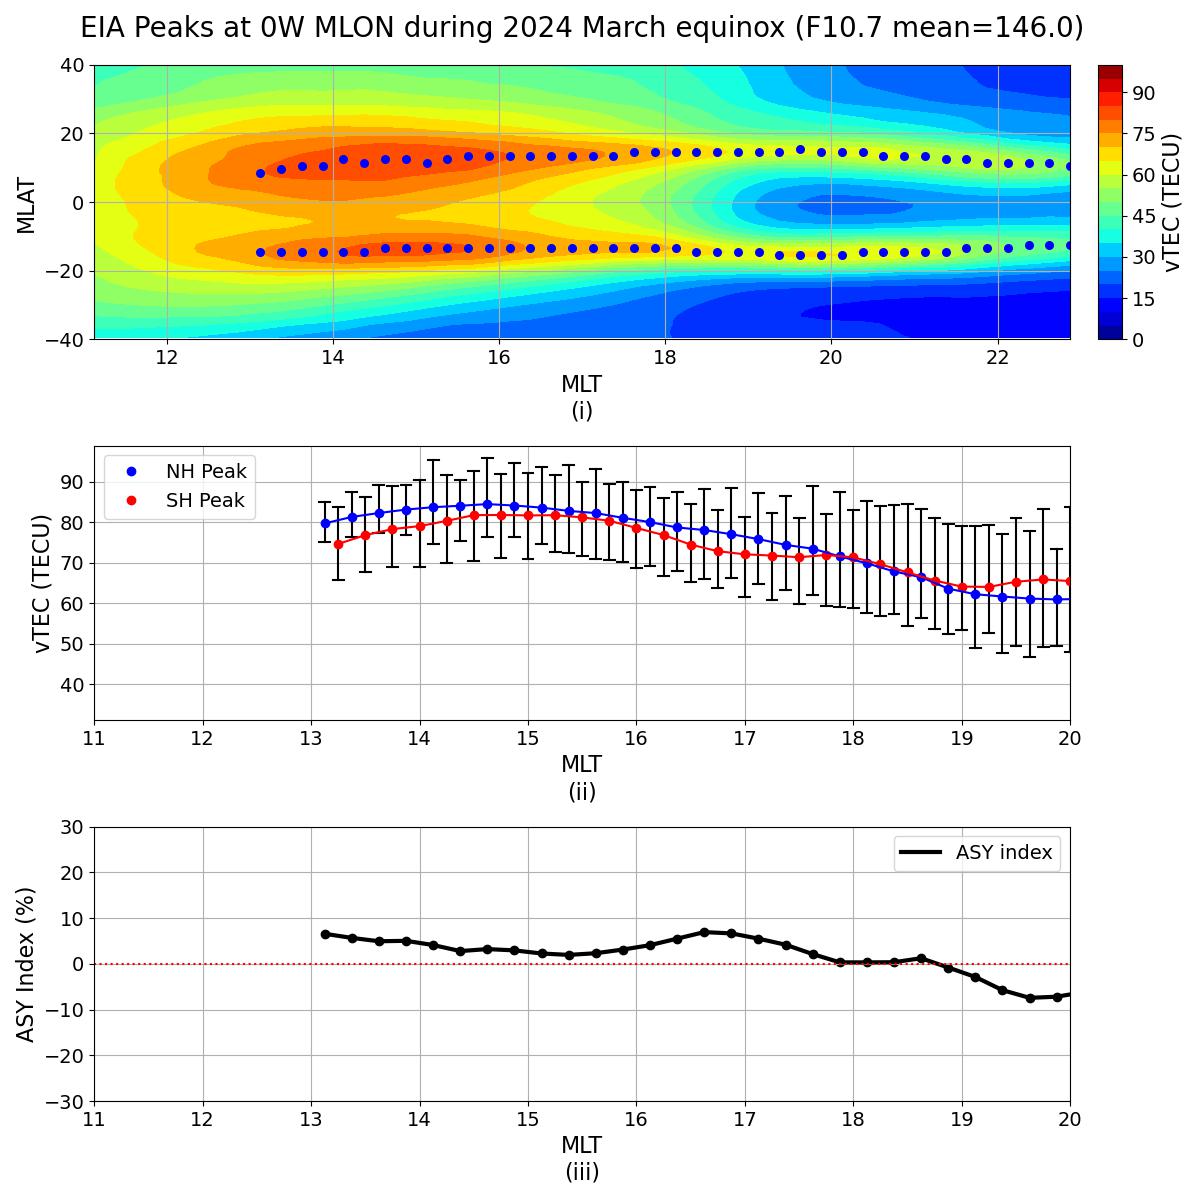 EIA Peaks at 0W MLON during 2024 March equinox (F10.7 mean=146.0)
40
20
0
−20
−40
MLAT
12 14 16 18 20 22
MLT
(i)
90
75
60
45
30
15
0
vTEC (TECU)
NH Peak
SH Peak
90
80
70
60
50
40
vTEC (TECU)
11 12 13 14 15 16 17 18 19 20
MLT
(ii)
ASY index
30
20
10
0
−10
−20
−30
ASY Index (%)
11 12 13 14 15 16 17 18 19 20
MLT
(iii)